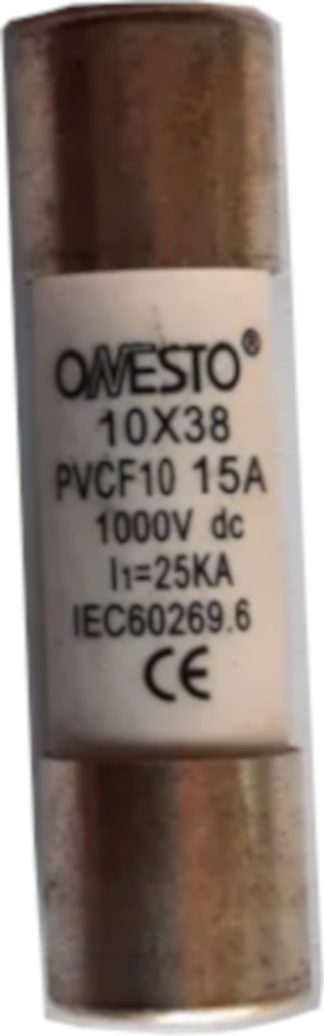 ONESTO®
10X38
PVCF10 15A
1000V dc
I1=25KA
IEC60269.6
CE